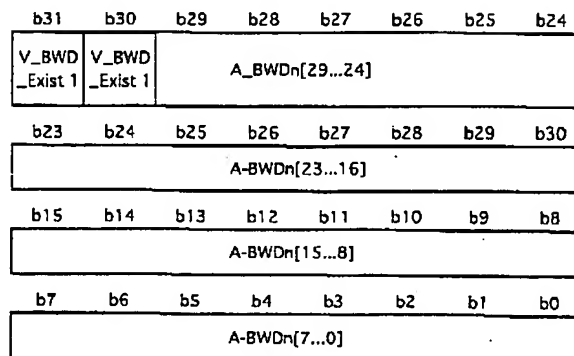 b31 b30 b29 b28 b27 b26 b25 b24
V_BWD V_BWD
_Exist 1 _Exist 1 A_BWDn[29...24]
b23 b24 b25 b26 b27 b28 b29 b30
A-BWDn[23...16]
b15 b14 b13 b12 b11 b10 b9 b8
A-BWDn[15...8]
b7 b6 b5 b4 b3 b2 b1 b0
A-BWDn[7...0]